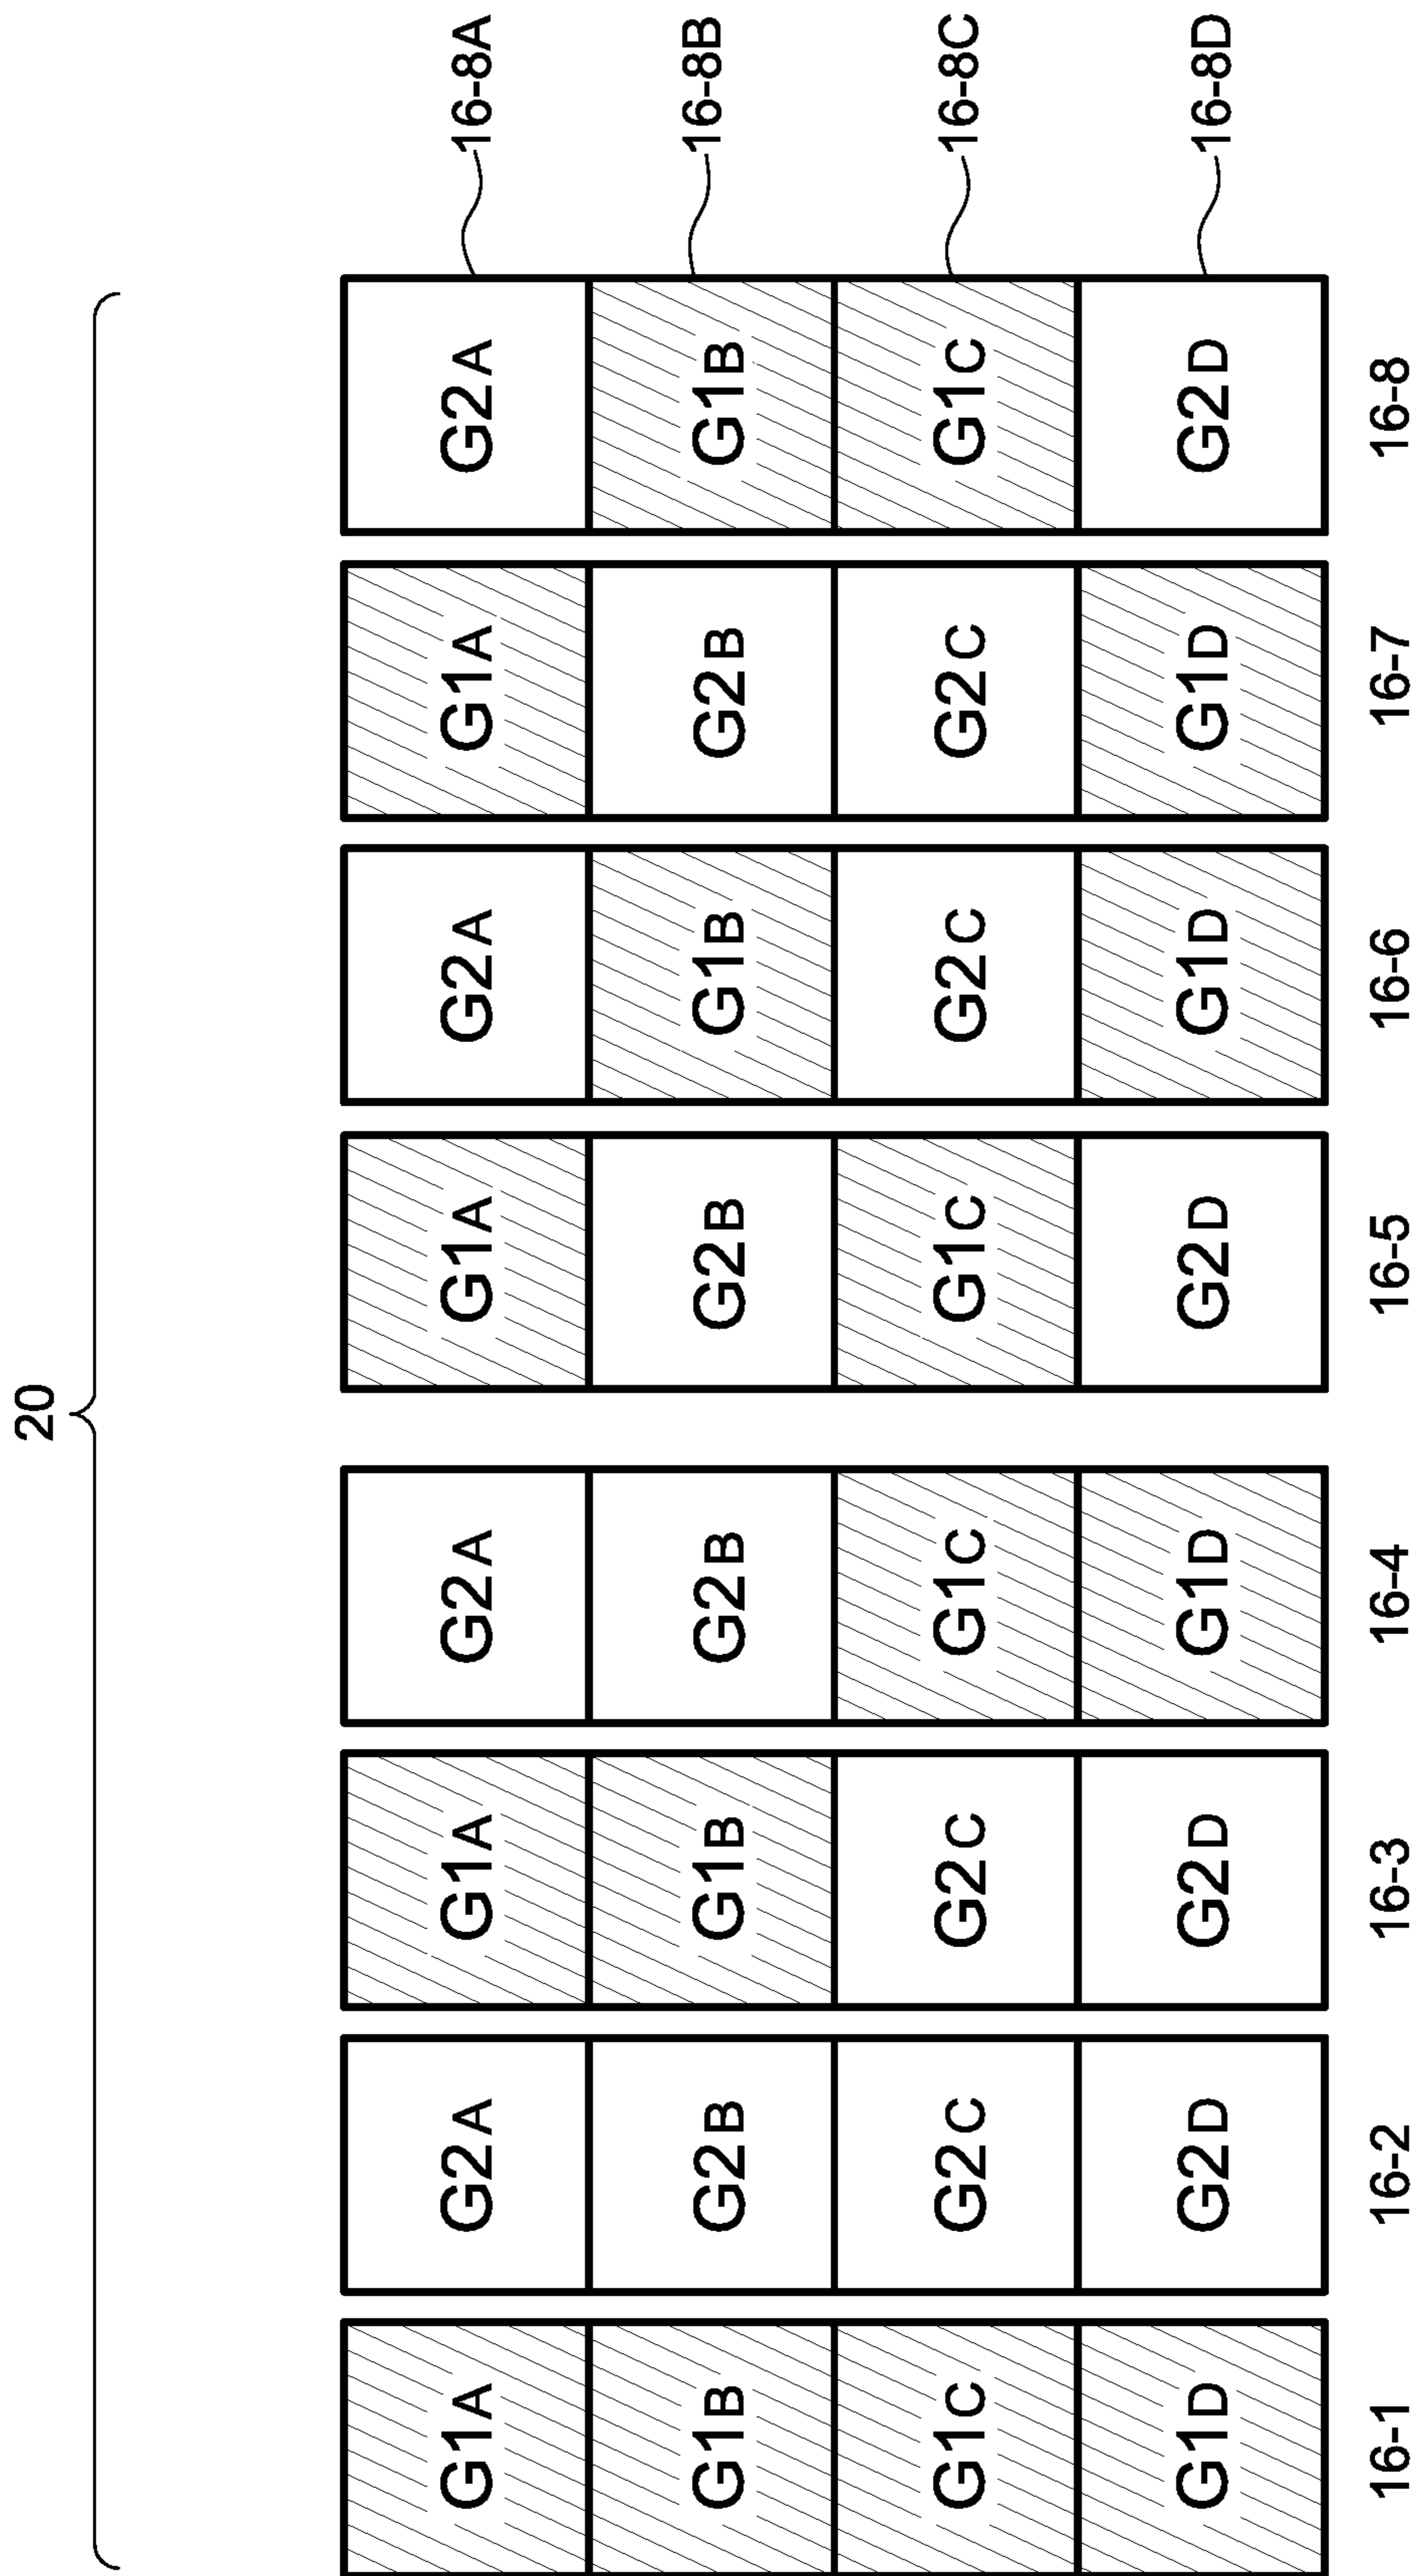 20
G1A G2A G1A G2A G1A G2A G1A G2A 16-8A
G1B G2B G1B G2B G2B G1B G2B G1B 16-8B
G1C G2C G2C G1C G1C G2C G2C G1C 16-8C
G1D G2D G2D G1D G2D G1D G1D G2D 16-8D
16-1 16-2 16-3 16-4 16-5 16-6 16-7 16-8